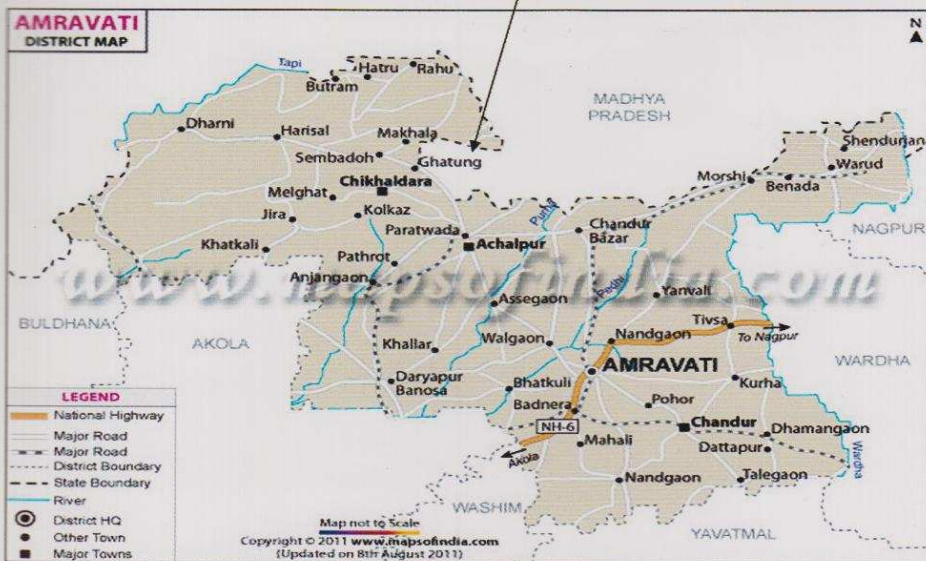 AMRAVATI
DISTRICT MAP
N
Tapi
Butram
Hatru
Rahu
MADHYA
PRADESH
Dharni
Harisal
Makhala
Sembadoh
Ghatung
Shendurjan
Warud
Morshi
Benada
Chikhaldara
Melghat
Kolkaz
Jira
Purna
Paratwada
Achalpur
Chandur
Bazar
NAGPUR
Khatkali
Pathrot
Anjangaon
www.mapsofindia.com
Pedhi
Assegaon
Yanvali
BULDHANA
AKOLA
Tivsa
To Nagpur
Walgaon
Nandgaon
Khallar
AMRAVATI
WARDHA
Daryapur
Banosa
Bhatkuli
Kurha
Badnera
Pohor
NH-6
Chandur
Dhamangaon
Mahali
Dattapur
Akola
Wardha
Nandgaon
Talegaon
WASHIM
YAVATMAL
LEGEND
National Highway
Major Road
Major Road
District Boundary
State Boundary
River
District HQ
Other Town
Major Towns
Map not to Scale
Copyright © 2011 www.mapsofindia.com
(Updated on 8th August 2011)